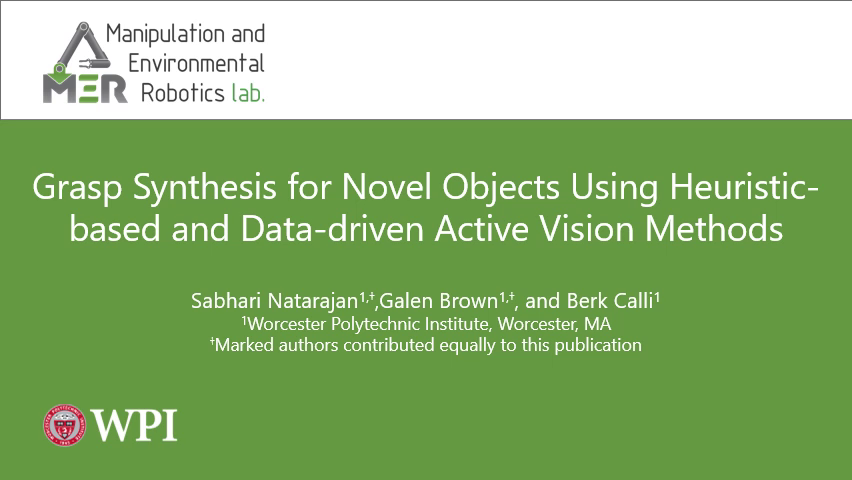 Manipulation and
Environmental
Robotics lab.
MER
Grasp Synthesis for Novel Objects Using Heuristic-
based and Data-driven Active Vision Methods
Sabhari Natarajan¹,†,Galen Brown¹,†, and Berk Calli¹
¹Worcester Polytechnic Institute, Worcester, MA
†Marked authors contributed equally to this publication
WPI